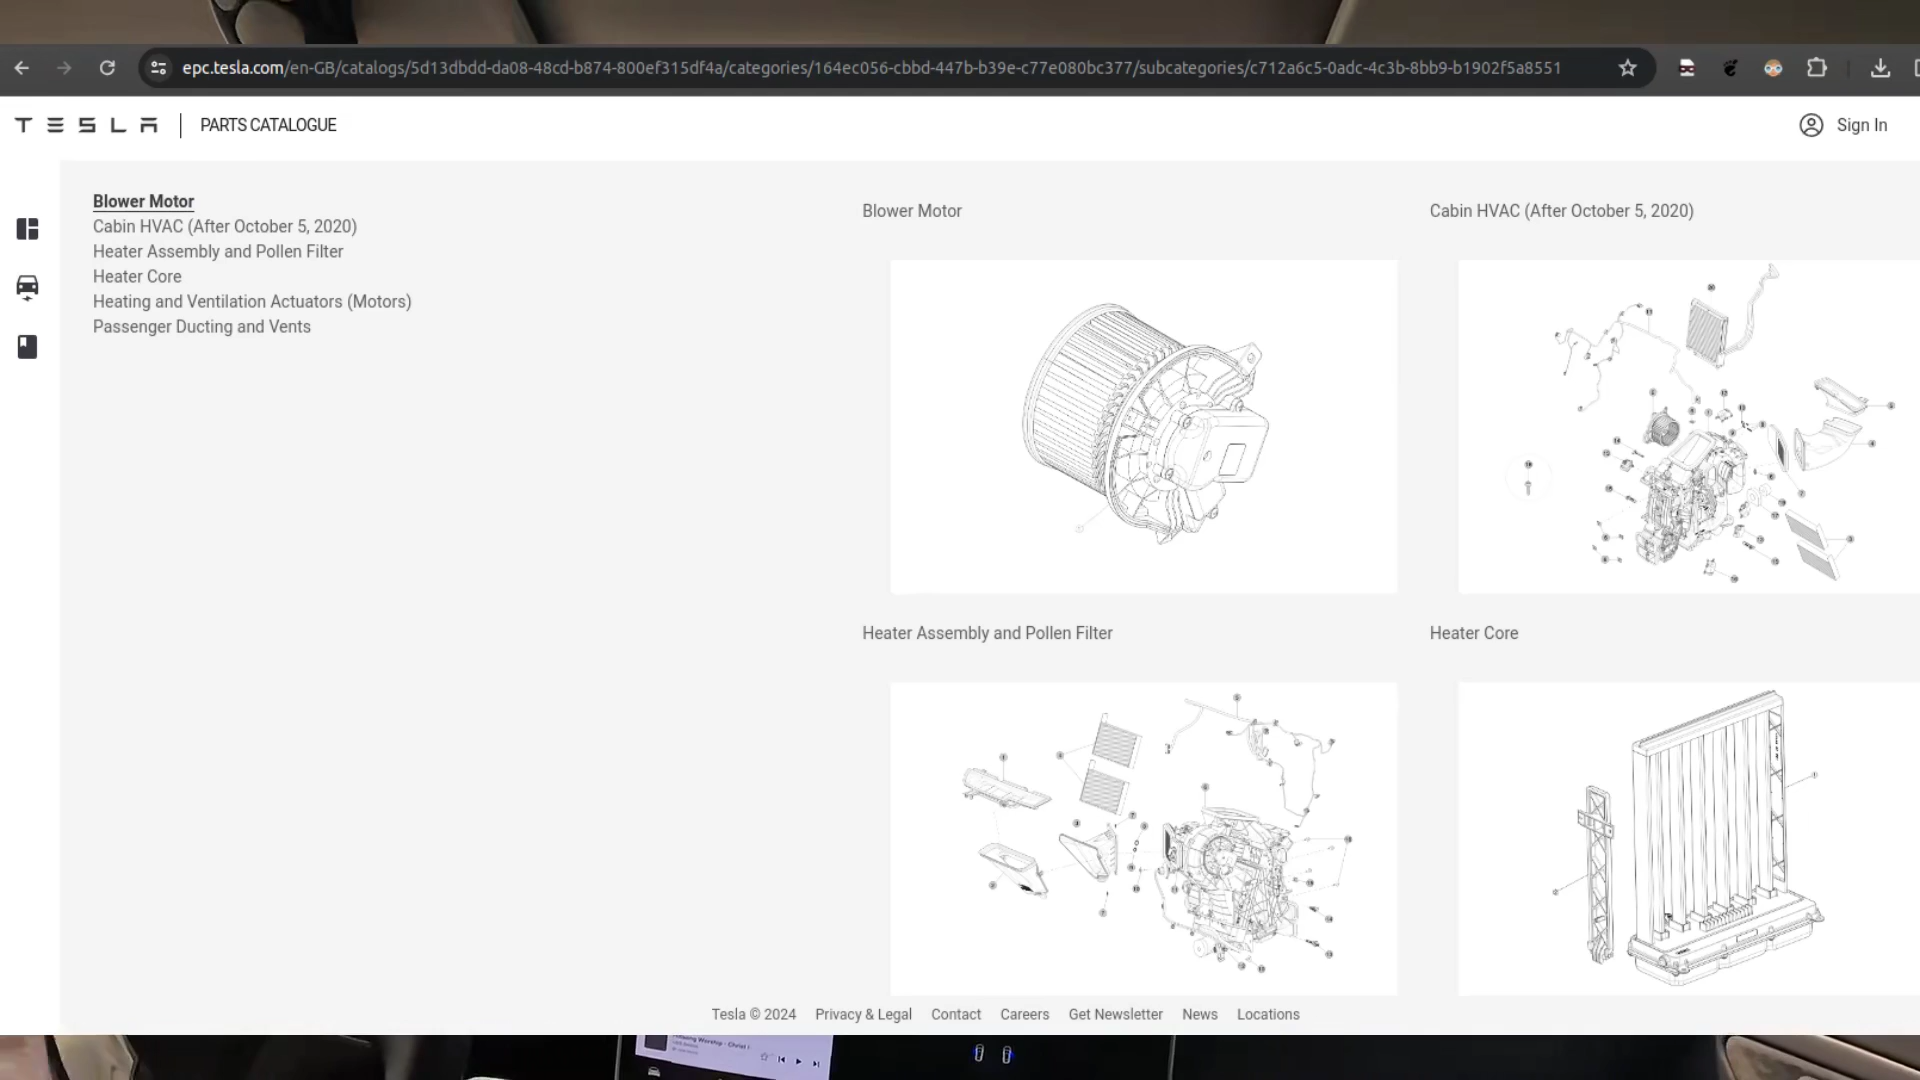 epc.tesla.com/en-GB/catalogs/5d13dbdd-da08-48cd-b874-800ef315df4a/categories/164ec056-cbbd-447b-b39e-c77e080bc377/subcategories/c712a6c5-0adc-4c3b-8bb9-b1902f5a8551
TESLA | PARTS CATALOGUE
Sign In
Blower Motor
Cabin HVAC (After October 5, 2020)
Heater Assembly and Pollen Filter
Heater Core
Heating and Ventilation Actuators (Motors)
Passenger Ducting and Vents
Blower Motor
Cabin HVAC (After October 5, 2020)
Heater Assembly and Pollen Filter
Heater Core
Tesla © 2024 Privacy & Legal Contact Careers Get Newsletter News Locations
Worship - Christ